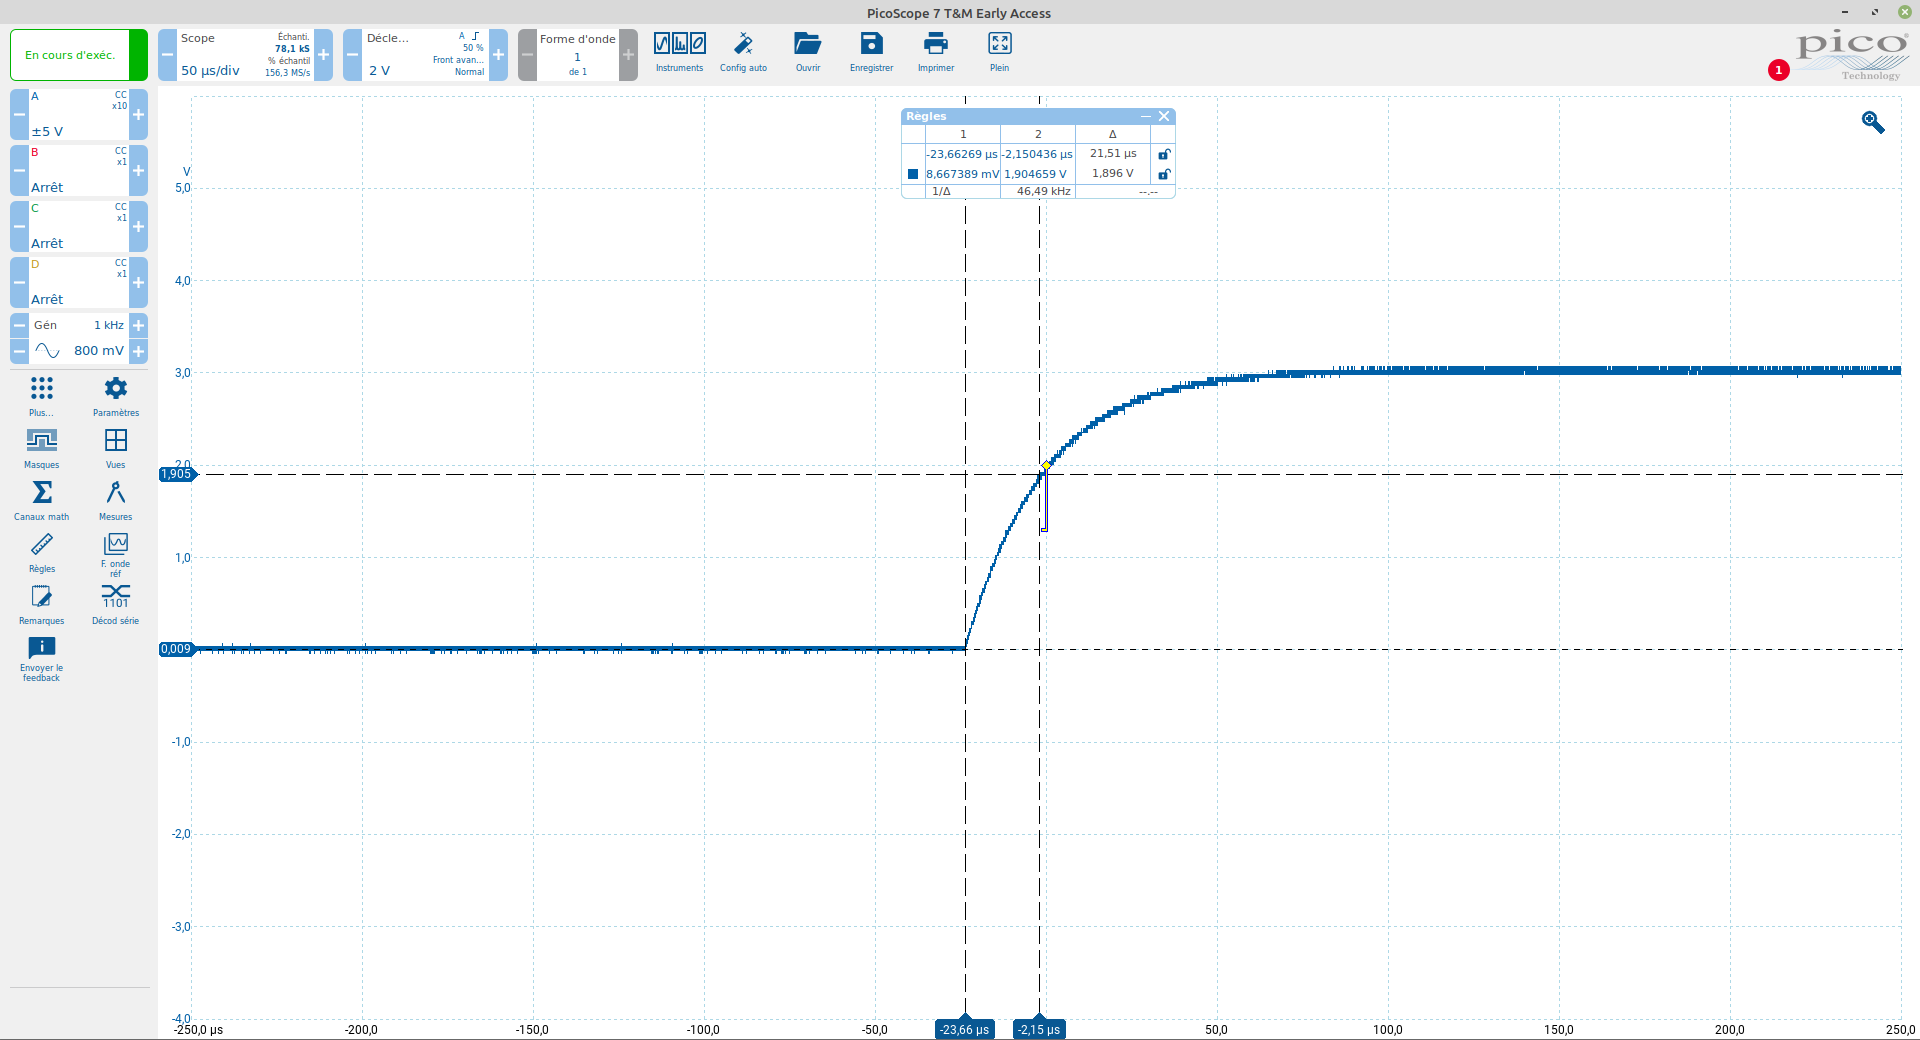 PicoScope 7 T&M Early Access
En cours d'exéc.
Scope
50 µs/div
Échanti.
78,1 kS
% échantil
156,3 MS/s
Décle...
2 V
A
50 %
Front avan...
Normal
Forme d'onde
1
de 1
Instruments
Config auto
Ouvrir
Enregistrer
Imprimer
Plein
1
pico
Technology
A
CC
x10
±5 V
B
CC
x1
Arrêt
C
CC
x1
Arrêt
D
CC
x1
Arrêt
Gén 1 kHz
800 mV
Plus...
Paramètres
Masques
Vues
Canaux math
Mesures
Règles
F. onde
réf
Remarques
1101
Décod série
Envoyer le
feedback
Règles
1 2 Δ
-23,66269 µs -2,150436 µs 21,51 µs
8,667389 mV 1,904659 V 1,896 V
1/Δ 46,49 kHz --.--
V
5,0
4,0
3,0
2,0
1,905
1,0
0,009
-1,0
-2,0
-3,0
-4,0
-250,0 µs -200,0 -150,0 -100,0 -50,0 -23,66 µs -2,15 µs 50,0 100,0 150,0 200,0 250,0